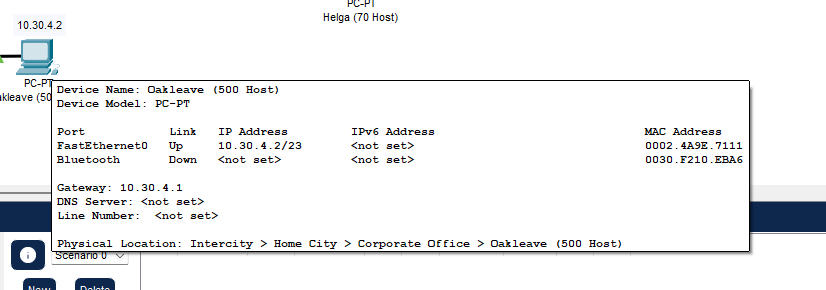 PC-PT
Helga (70 Host)
10.30.4.2
PC-PT
akleave (50
Device Name: Oakleave (500 Host)
Device Model: PC-PT
Port Link IP Address IPv6 Address MAC Address
FastEthernet0 Up 10.30.4.2/23 <not set> 0002.4A9E.7111
Bluetooth Down <not set> <not set> 0030.F210.EBA6
Gateway: 10.30.4.1
DNS Server: <not set>
Line Number: <not set>
Physical Location: Intercity > Home City > Corporate Office > Oakleave (500 Host)
Scenario 0
New Delete